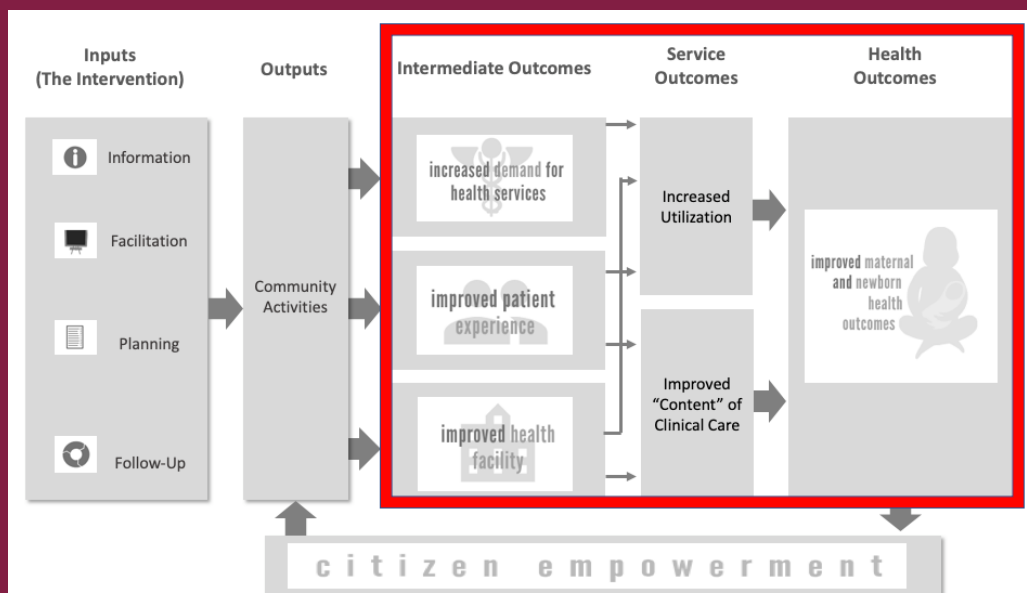 Inputs
(The Intervention)
Outputs
Intermediate Outcomes
Service
Outcomes
Health
Outcomes
Information
Facilitation
Planning
Follow-Up
Community
Activities
increased demand for
health services
improved patient
experience
improved health
facility
Increased
Utilization
Improved
“Content” of
Clinical Care
improved maternal
and newborn
health
outcomes
citizen empowerment